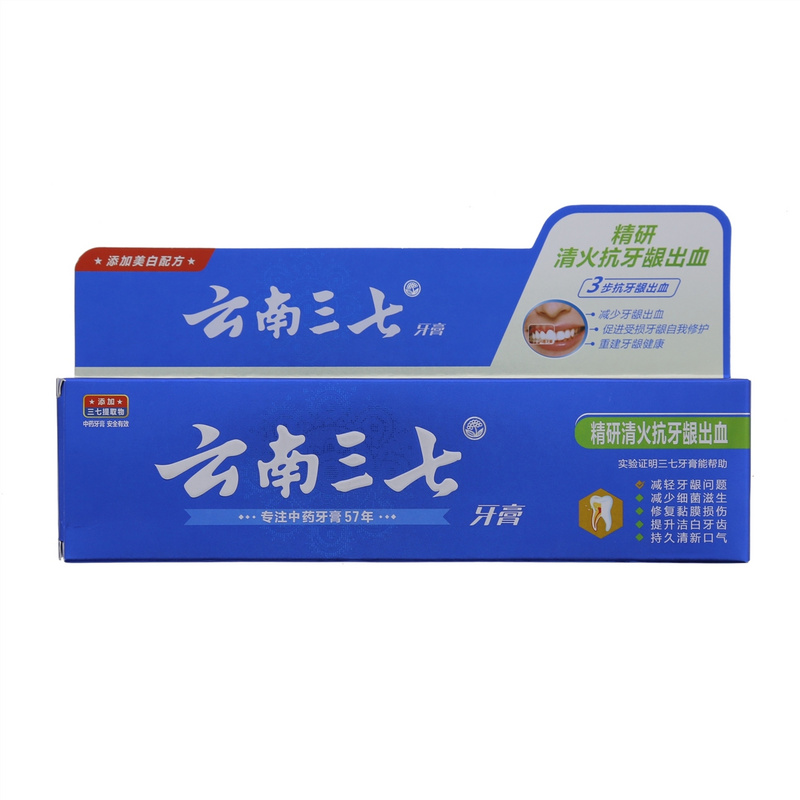 ★ 添加美白配方 ★
云南三七
牙膏
精研
清火抗牙龈出血
3步抗牙龈出血
减少牙龈出血
促进受损牙龈自我修护
重建牙龈健康
★ 添加 ★
三七提取物
中药牙膏 安全有效
云南三七
专注中药牙膏57年
牙膏
精研清火抗牙龈出血
实验证明三七牙膏能帮助
减轻牙龈问题
减少细菌滋生
修复黏膜损伤
提升洁白牙齿
持久清新口气